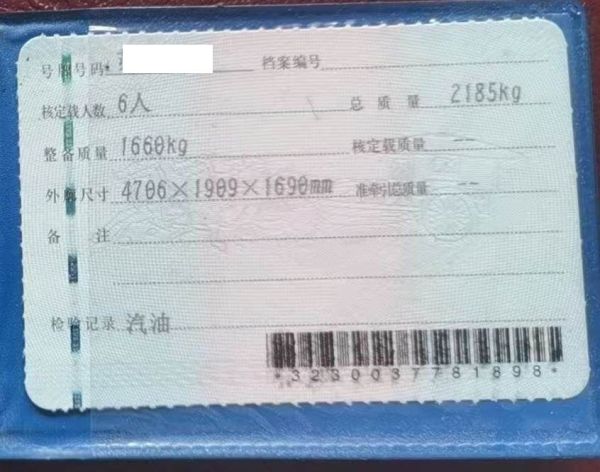 号牌号码: 档案编号
核定载人数 6人 总质量 2185kg
整备质量 1660kg 核定载质量 --
外廓尺寸 4706×1909×1690mm 准牵引总质量 --
备注
检验记录 汽油
*3230037781898*